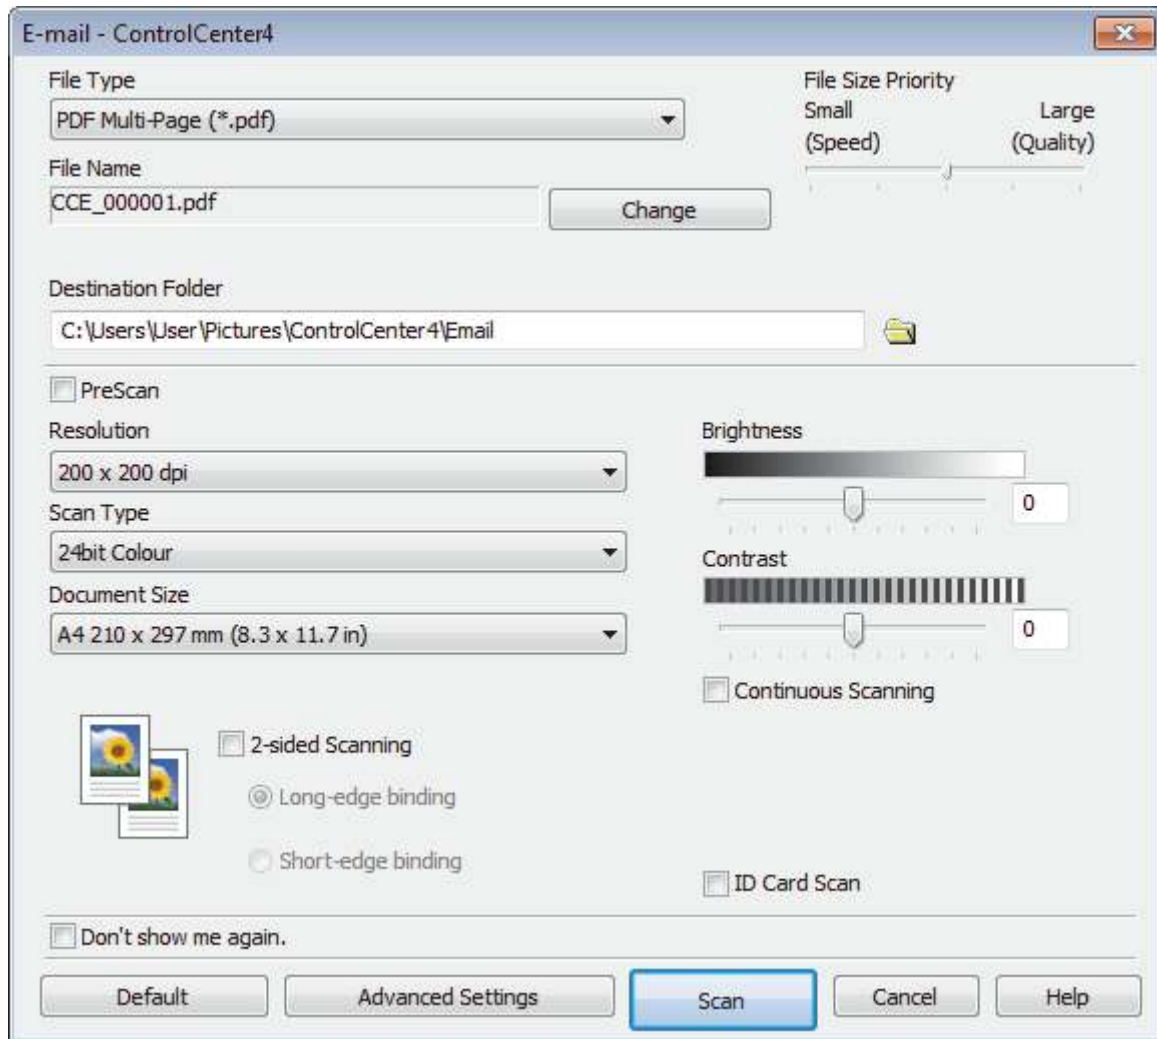 E-mail - ControlCenter4
File Type
PDF Multi-Page (*.pdf)
File Name
CCE_000001.pdf
Change
File Size Priority
Small Large
(Speed) (Quality)
Destination Folder
C:\Users\User\Pictures\ControlCenter4\Email
PreScan
Resolution
200 x 200 dpi
Scan Type
24bit Colour
Document Size
A4 210 x 297 mm (8.3 x 11.7 in)
Brightness
0
Contrast
0
Continuous Scanning
2-sided Scanning
Long-edge binding
Short-edge binding
ID Card Scan
Don't show me again.
Default Advanced Settings Scan Cancel Help